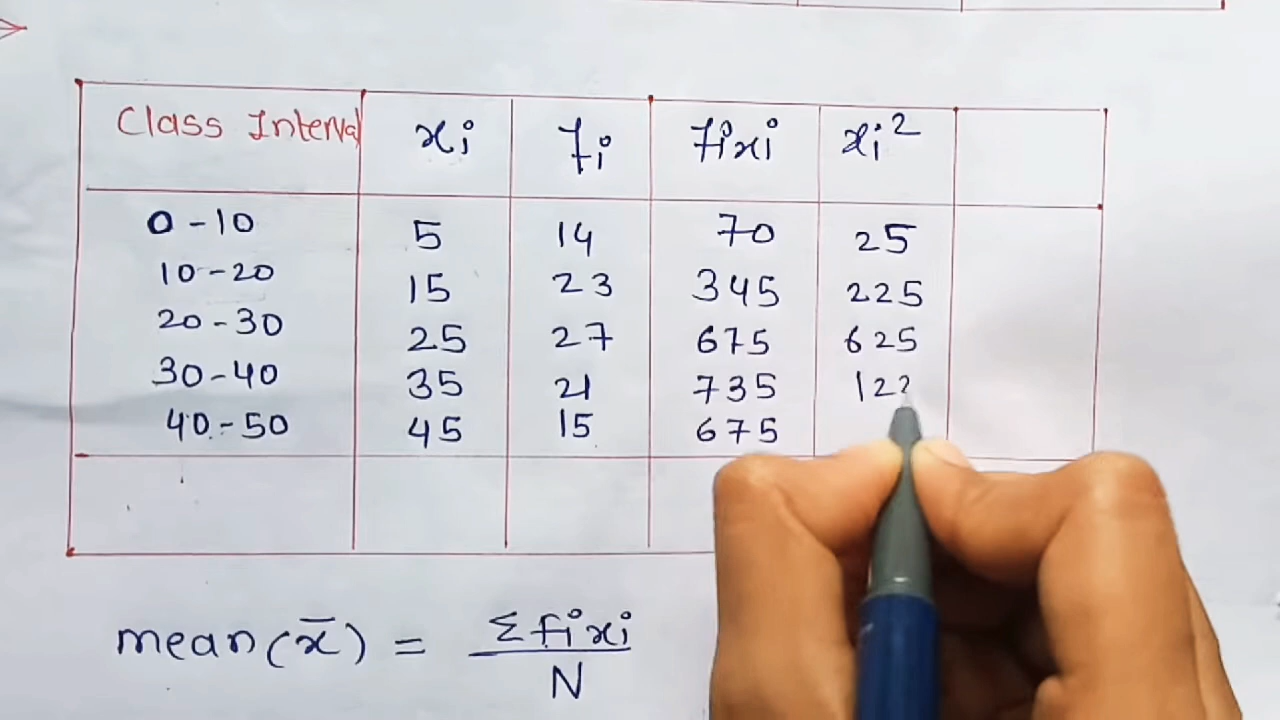 Class Interval xi fi fixi xi²
0-10 5 14 70 25
10-20 15 23 345 225
20-30 25 27 675 625
30-40 35 21 735 122
40-50 45 15 675
mean(x̄) = Σfixi
N